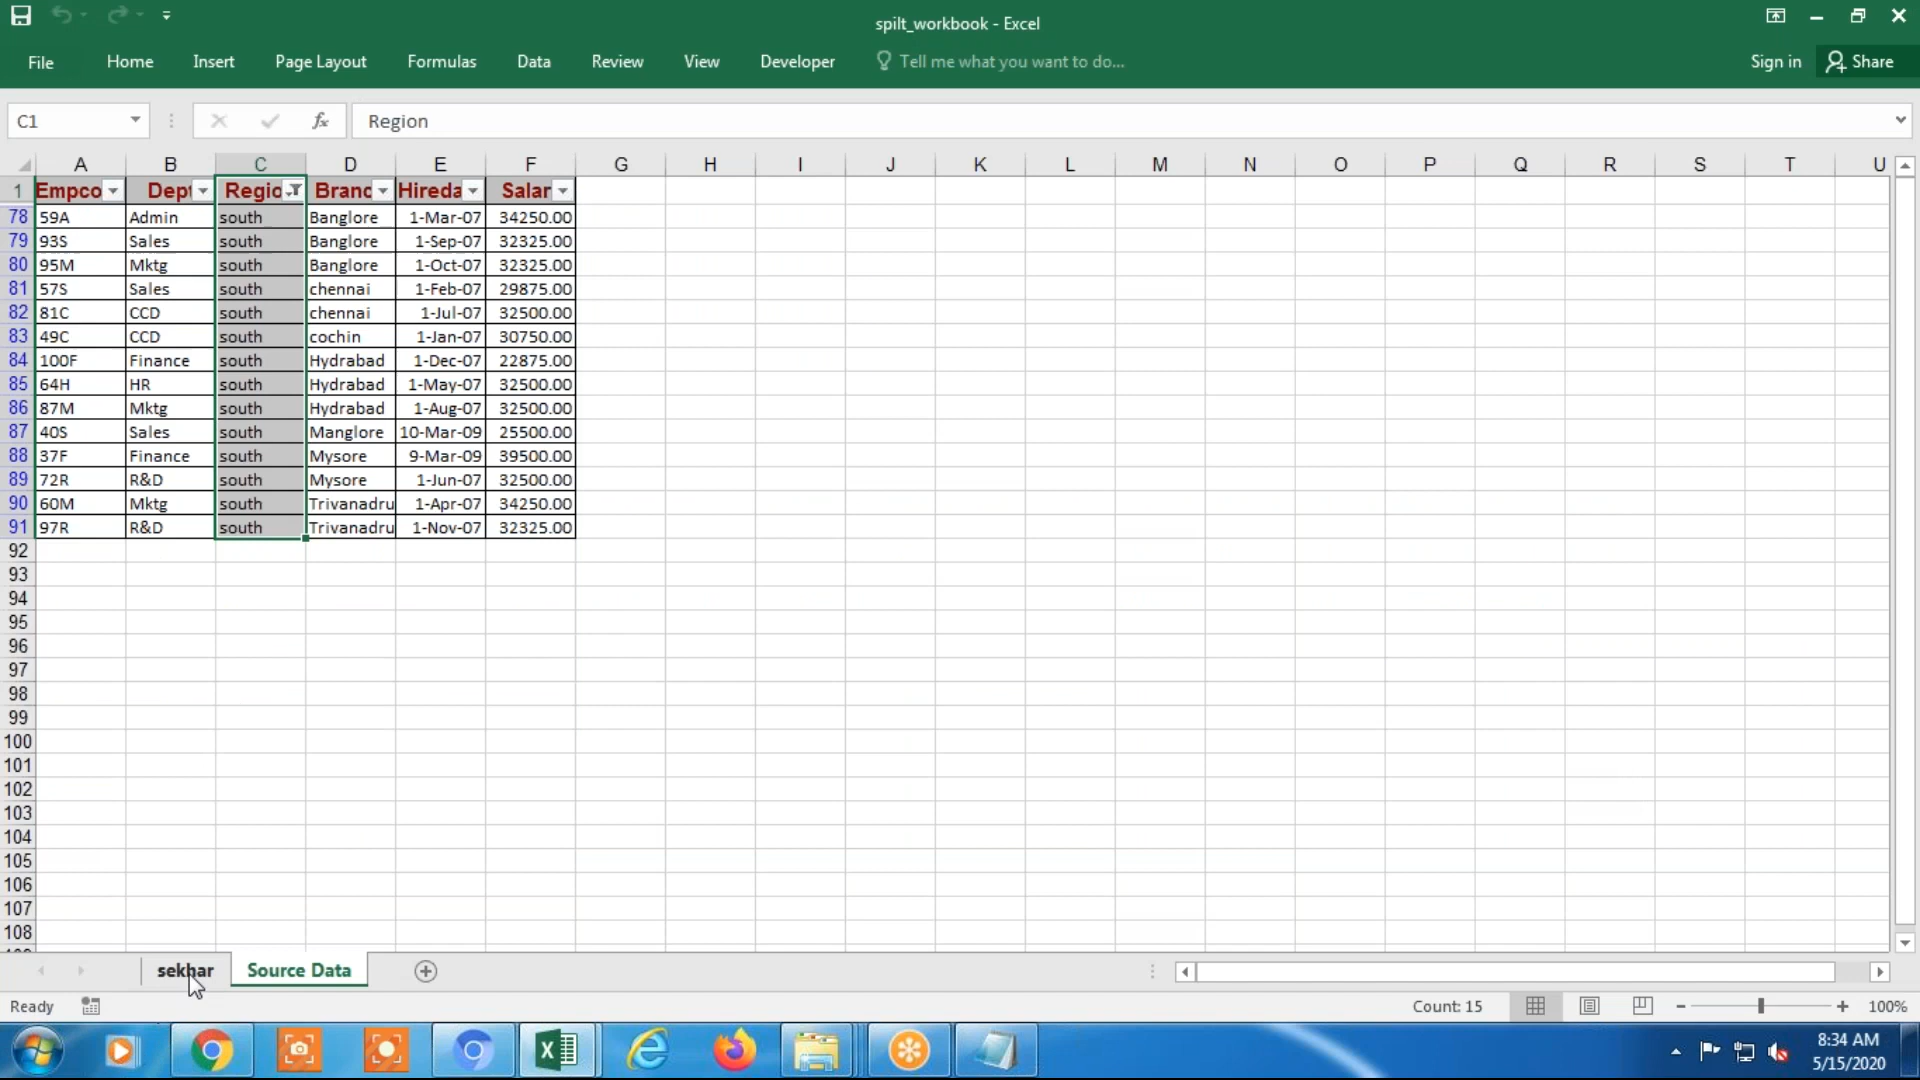 spilt_workbook - Excel
File Home Insert Page Layout Formulas Data Review View Developer Tell me what you want to do... Sign in Share
C1 fx Region
A B C D E F G H I J K L M N O P Q R S T U
1 Empco Dept Regio Branc Hireda Salar
78 59A Admin south Banglore 1-Mar-07 34250.00
79 93S Sales south Banglore 1-Sep-07 32325.00
80 95M Mktg south Banglore 1-Oct-07 32325.00
81 57S Sales south chennai 1-Feb-07 29875.00
82 81C CCD south chennai 1-Jul-07 32500.00
83 49C CCD south cochin 1-Jan-07 30750.00
84 100F Finance south Hydrabad 1-Dec-07 22875.00
85 64H HR south Hydrabad 1-May-07 32500.00
86 87M Mktg south Hydrabad 1-Aug-07 32500.00
87 40S Sales south Manglore 10-Mar-09 25500.00
88 37F Finance south Mysore 9-Mar-09 39500.00
89 72R R&D south Mysore 1-Jun-07 32500.00
90 60M Mktg south Trivanadru 1-Apr-07 34250.00
91 97R R&D south Trivanadru 1-Nov-07 32325.00
92
93
94
95
96
97
98
99
100
101
102
103
104
105
106
107
108
sekhar Source Data
Ready Count: 15 100%
8:34 AM
5/15/2020